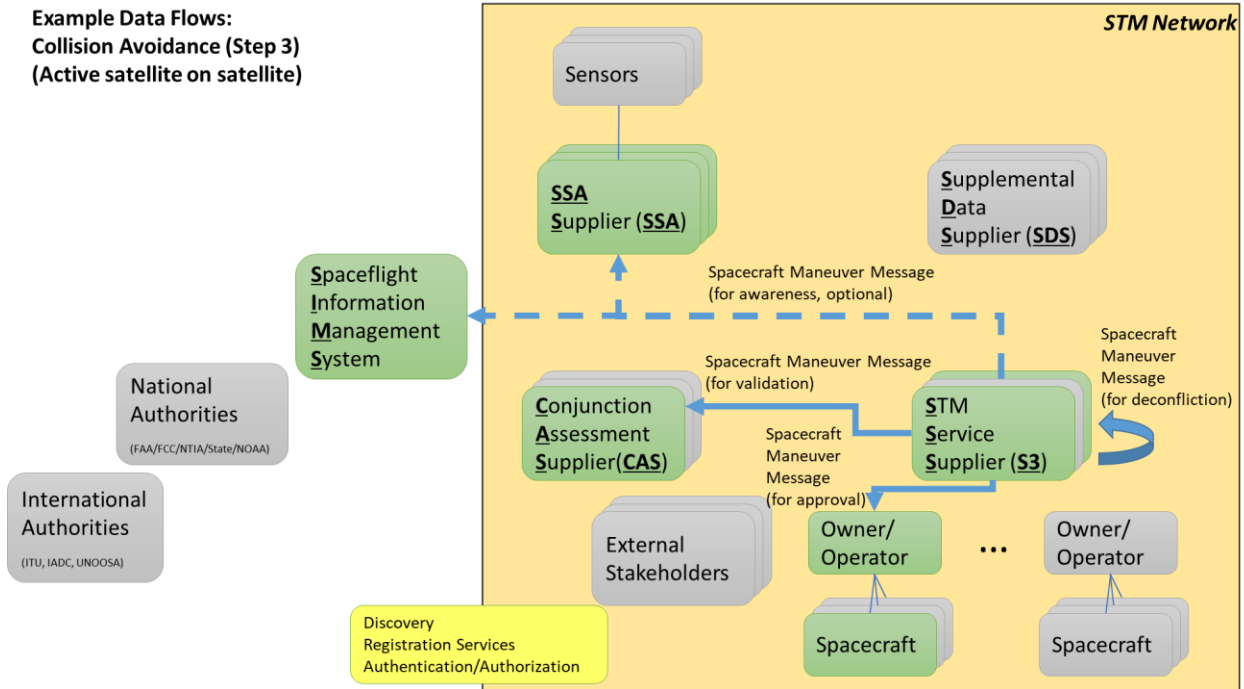 Example Data Flows:
Collision Avoidance (Step 3)
(Active satellite on satellite)
STM Network
Sensors
SSA
Supplier (SSA)
Supplemental
Data
Supplier (SDS)
Spaceflight
Information
Management
System
Spacecraft Maneuver Message
(for awareness, optional)
Spacecraft
Maneuver
Message
(for deconfliction)
Spacecraft Maneuver Message
(for validation)
National
Authorities
(FAA/FCC/NTIA/State/NOAA)
Conjunction
Assessment
Supplier(CAS)
STM
Service
Supplier (S3)
Spacecraft
Maneuver
Message
(for approval)
International
Authorities
(ITU, IADC, UNOOSA)
External
Stakeholders
Owner/
Operator
...
Owner/
Operator
Discovery
Registration Services
Authentication/Authorization
Spacecraft
Spacecraft